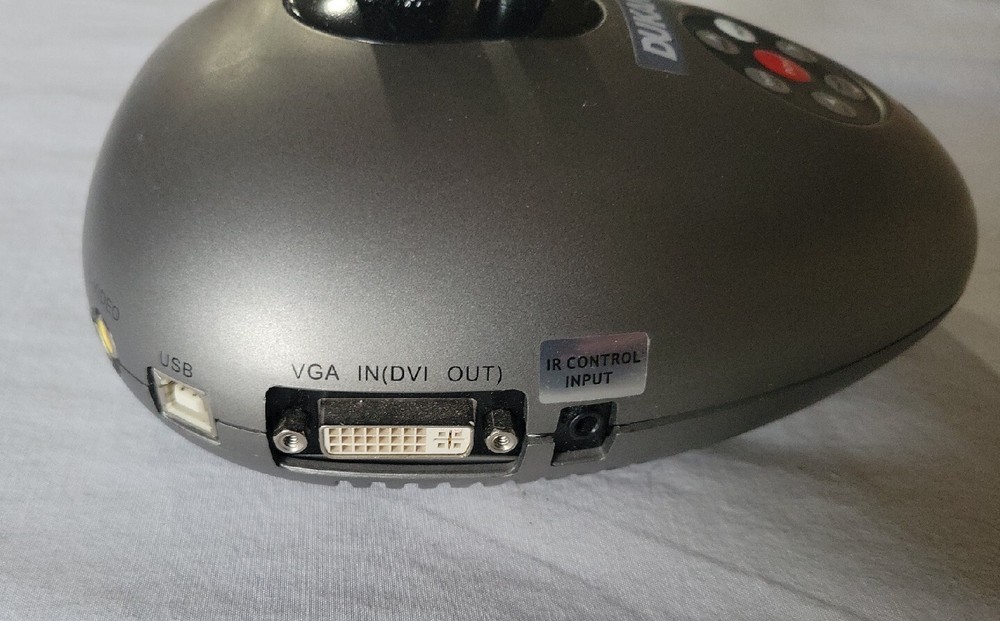 USB
VGA IN(DVI OUT)
IR CONTROL
INPUT